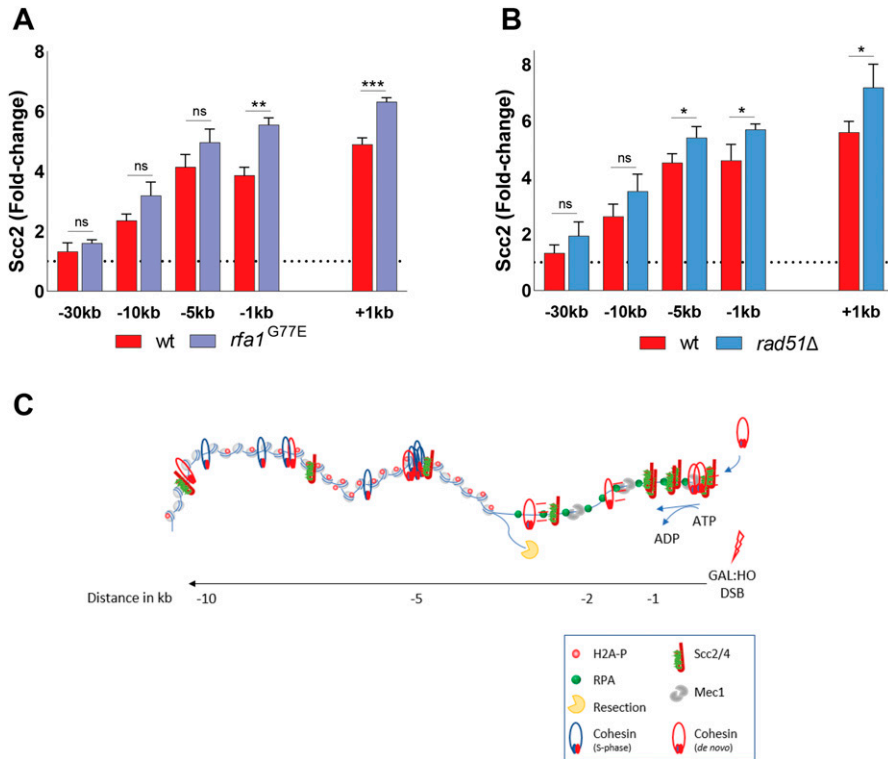 A
Scc2 (Fold-change)
8
6
4
2
0
ns
ns
ns
**
***
-30kb -10kb -5kb -1kb +1kb
wt rfa1G77E
B
Scc2 (Fold-change)
8
6
4
2
0
ns
ns
*
*
*
-30kb -10kb -5kb -1kb +1kb
wt rad51Δ
C
ATP
ADP
GAL:HO
DSB
Distance in kb -10 -5 -2 -1
H2A-P
RPA
Resection
Cohesin
(S-phase)
Scc2/4
Mec1
Cohesin
(de novo)